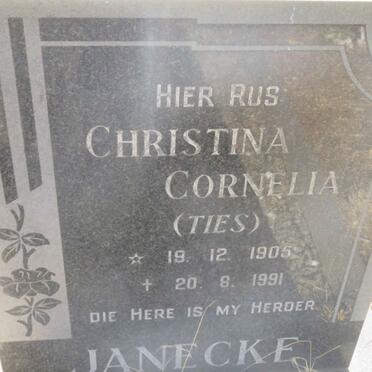 HIER RUS
CHRISTINA
CORNELIA
(TIES)
☆ 19. 12. 1905
✝ 20. 8. 1991
DIE HERE IS MY HERDER
JANECKE